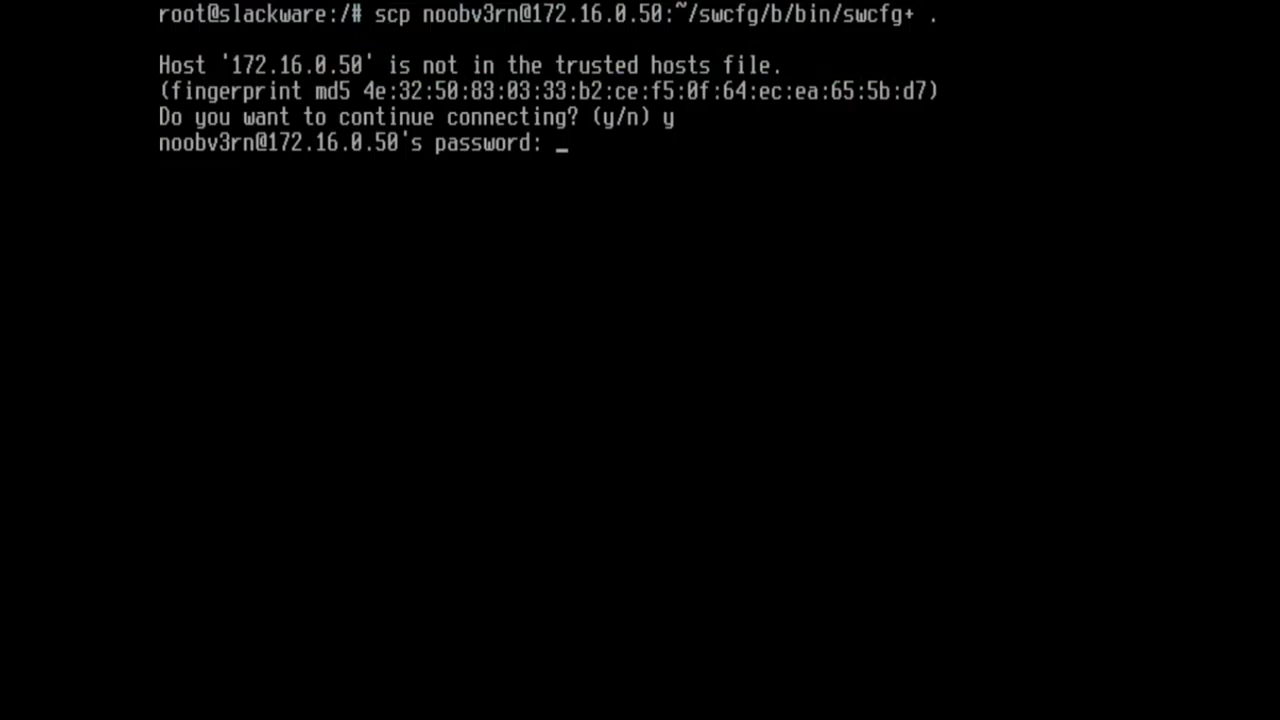 root@slackware:/# scp noobv3rn@172.16.0.50:~/swcfg/b/bin/swcfg+ .
Host '172.16.0.50' is not in the trusted hosts file.
(fingerprint md5 4e:32:50:83:03:33:b2:ce:f5:0f:64:ec:ea:65:5b:d7)
Do you want to continue connecting? (y/n) y
noobv3rn@172.16.0.50's password: _